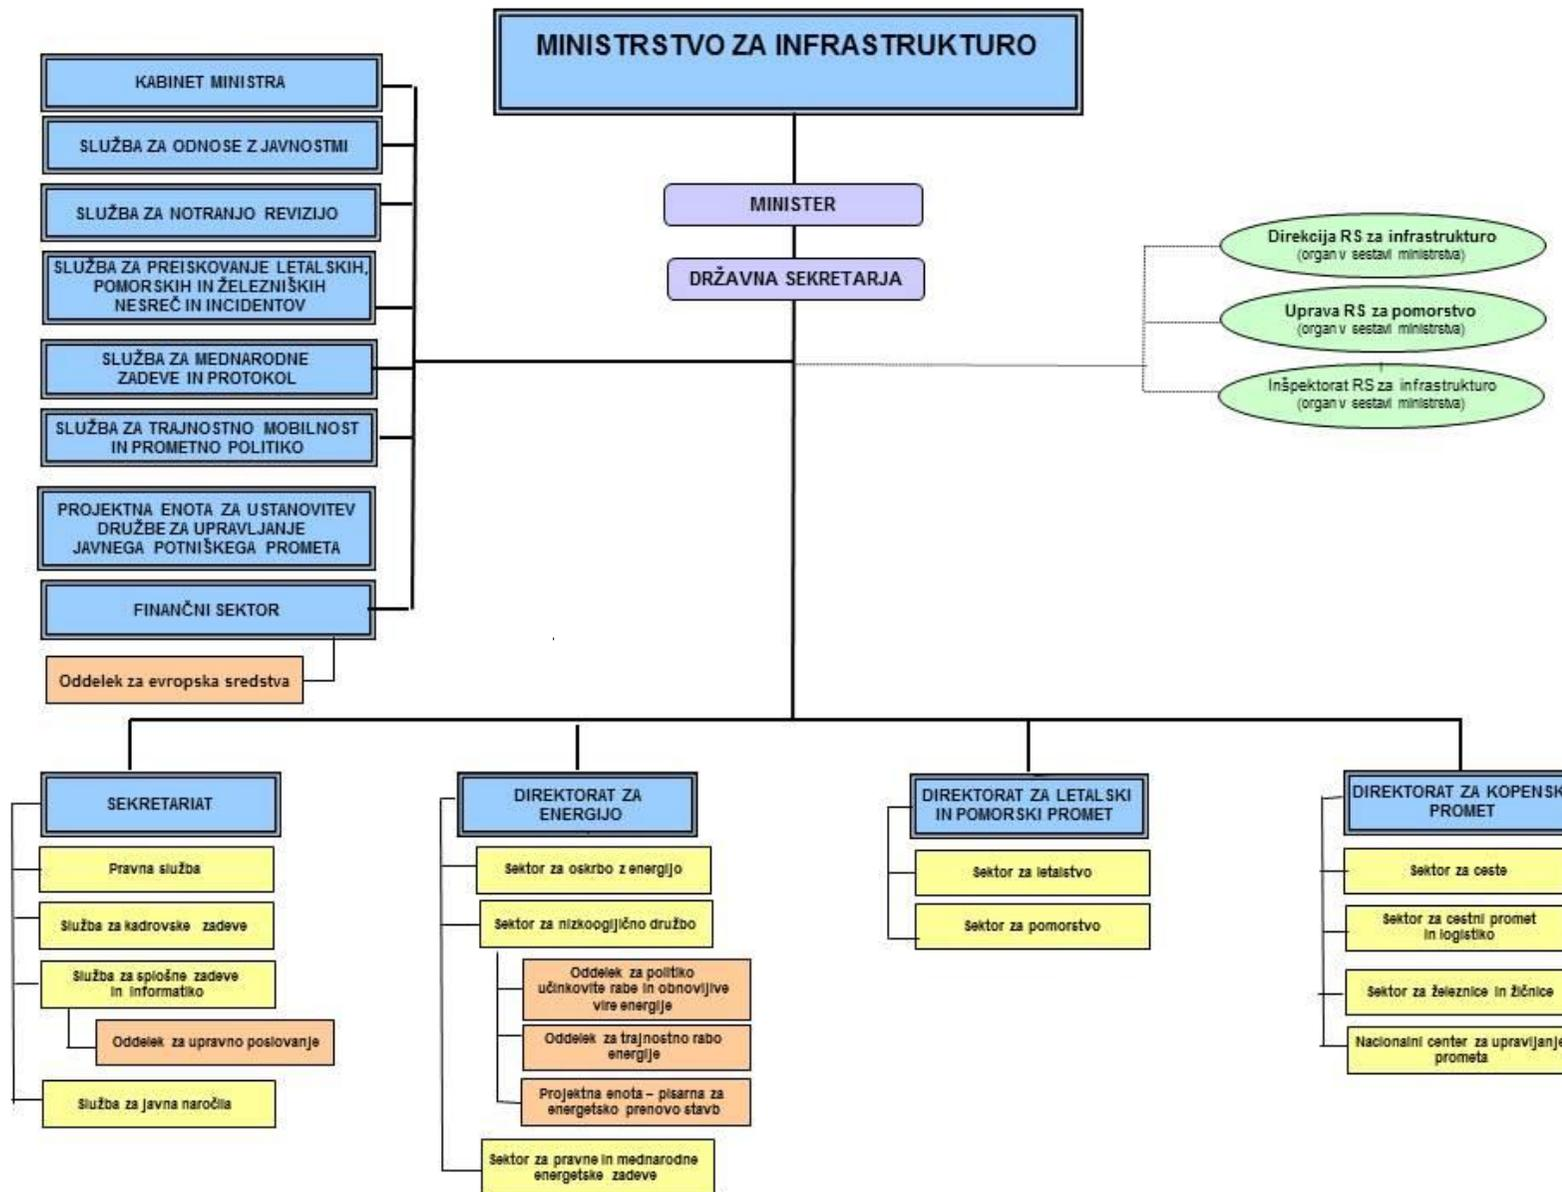 MINISTRSTVO ZA INFRASTRUKTURO
KABINET MINISTRA
SLUŽBA ZA ODNOSE Z JAVNOSTMI
SLUŽBA ZA NOTRANJO REVIZIJO
SLUŽBA ZA PREISKOVANJE LETALSKIH,
POMORSKIH IN ŽELEZNIŠKIH
NESREČ IN INCIDENTOV
SLUŽBA ZA MEDNARODNE
ZADEVE IN PROTOKOL
SLUŽBA ZA TRAJNOSTNO MOBILNOST
IN PROMETNO POLITIKO
PROJEKTNA ENOTA ZA USTANOVITEV
DRUŽBE ZA UPRAVLJANJE
JAVNEGA POTNIŠKEGA PROMETA
FINANČNI SEKTOR
Oddelek za evropska sredstva
MINISTER
DRŽAVNA SEKRETARJA
Direkcija RS za infrastrukturo
(organ v sestavi ministrstva)
Uprava RS za pomorstvo
(organ v sestavi ministrstva)
Inšpektorat RS za infrastrukturo
(organ v sestavi ministrstva)
SEKRETARIAT
Pravna služba
Služba za kadrovske zadeve
Služba za splošne zadeve
in informatiko
Oddelek za upravno poslovanje
Služba za javna naročila
DIREKTORAT ZA
ENERGIJO
Sektor za oskrbo z energijo
Sektor za nizkoogljično družbo
Oddelek za politiko
učinkovite rabe in obnovljive
vire energije
Oddelek za trajnostno rabo
energije
Projektna enota – pisarna za
energetsko prenovo stavb
Sektor za pravne in mednarodne
energetske zadeve
DIREKTORAT ZA LETALSKI
IN POMORSKI PROMET
Sektor za letalstvo
Sektor za pomorstvo
DIREKTORAT ZA KOPENSK
PROMET
Sektor za ceste
Sektor za cestni promet
in logistiko
Sektor za železnice in žičnice
Nacionalni center za upravljanje
prometa